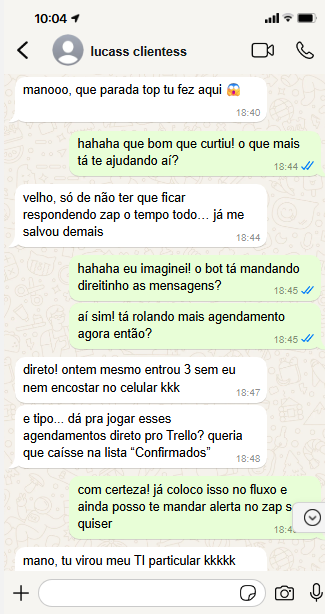 10:04
lucass clientess
manooo, que parada top tu fez aqui 😱
18:40
hahaha que bom que curtiu! o que mais
tá te ajudando aí?
18:44
velho, só de não ter que ficar
respondendo zap o tempo todo... já me
salvou demais
18:44
hahaha eu imaginei! o bot tá mandando
direitinho as mensagens?
18:45
aí sim! tá rolando mais agendamento
agora então?
18:45
direto! ontem mesmo entrou 3 sem eu
nem encostar no celular kkk
18:47
e tipo... dá pra jogar esses
agendamentos direto pro Trello? queria
que caísse na lista “Confirmados”
18:48
com certeza! já coloco isso no fluxo e
ainda posso te mandar alerta no zap
quiser
mano, tu virou meu TI particular kkkkk